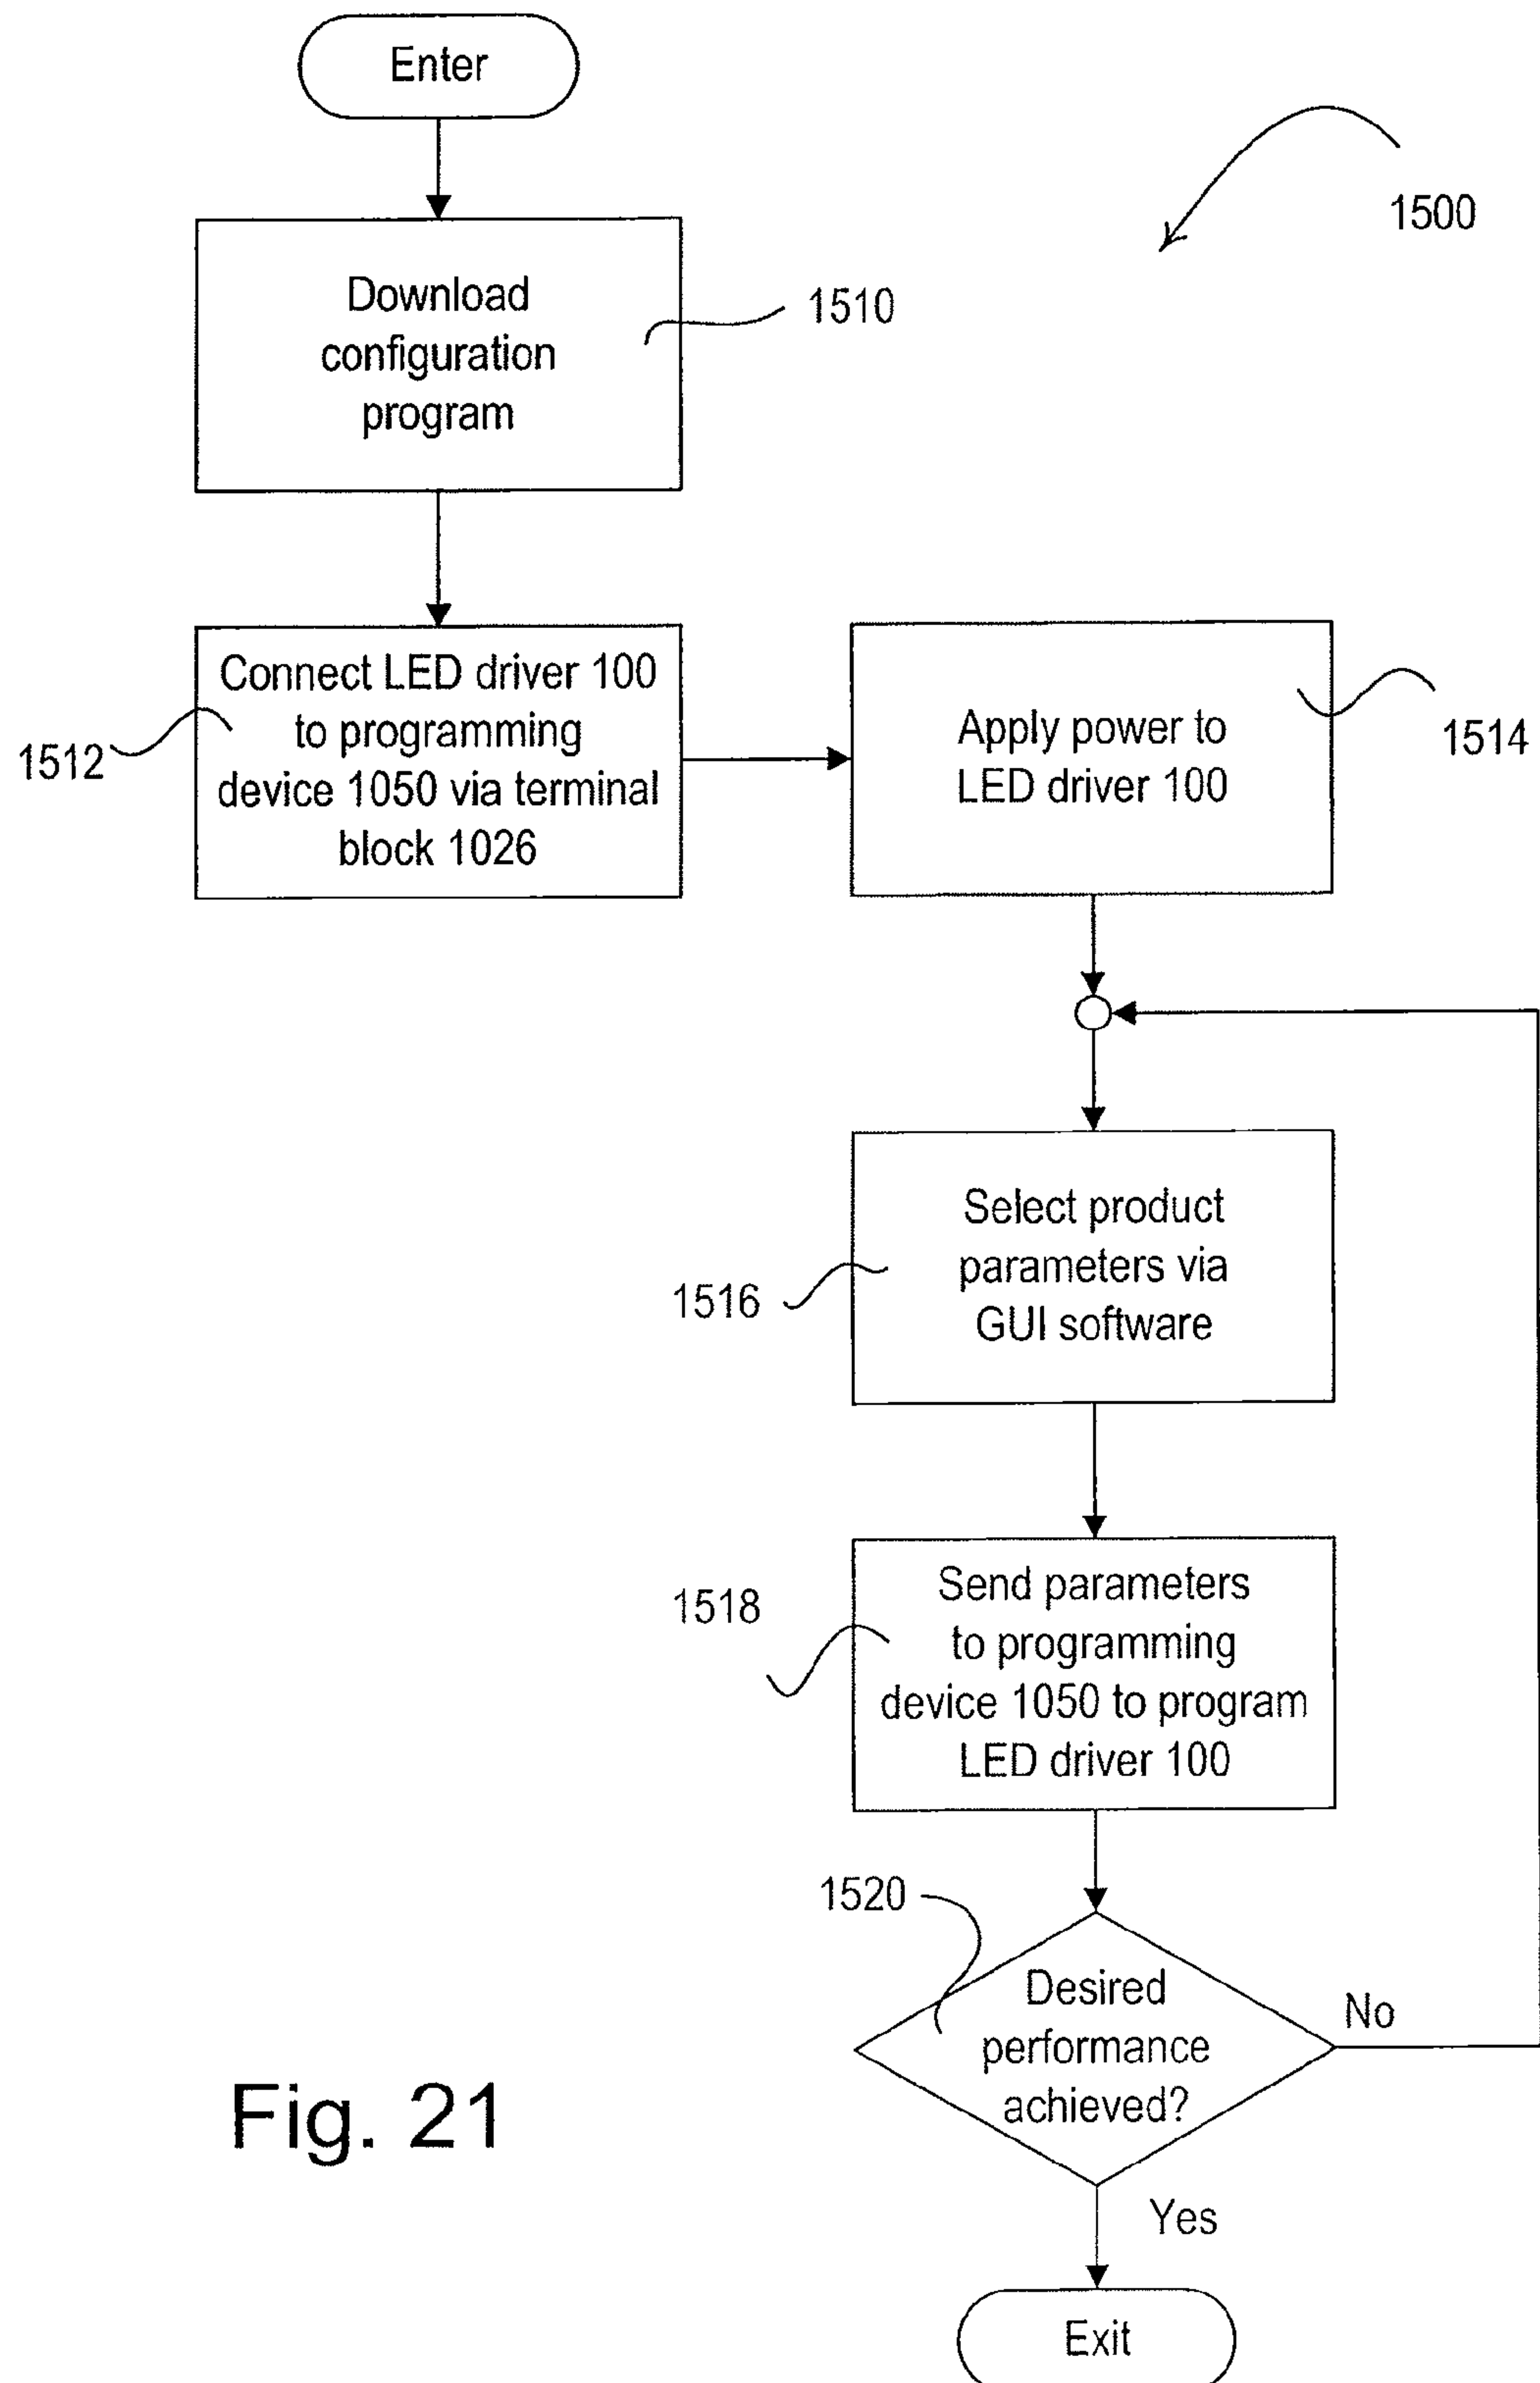 Enter
1500
Download
configuration
program
1510
Connect LED driver 100
to programming
device 1050 via terminal
block 1026
1512
Apply power to
LED driver 100
1514
Select product
parameters via
GUI software
1516
Send parameters
to programming
device 1050 to program
LED driver 100
1518
1520
Desired
performance
achieved?
No
Yes
Exit
Fig. 21